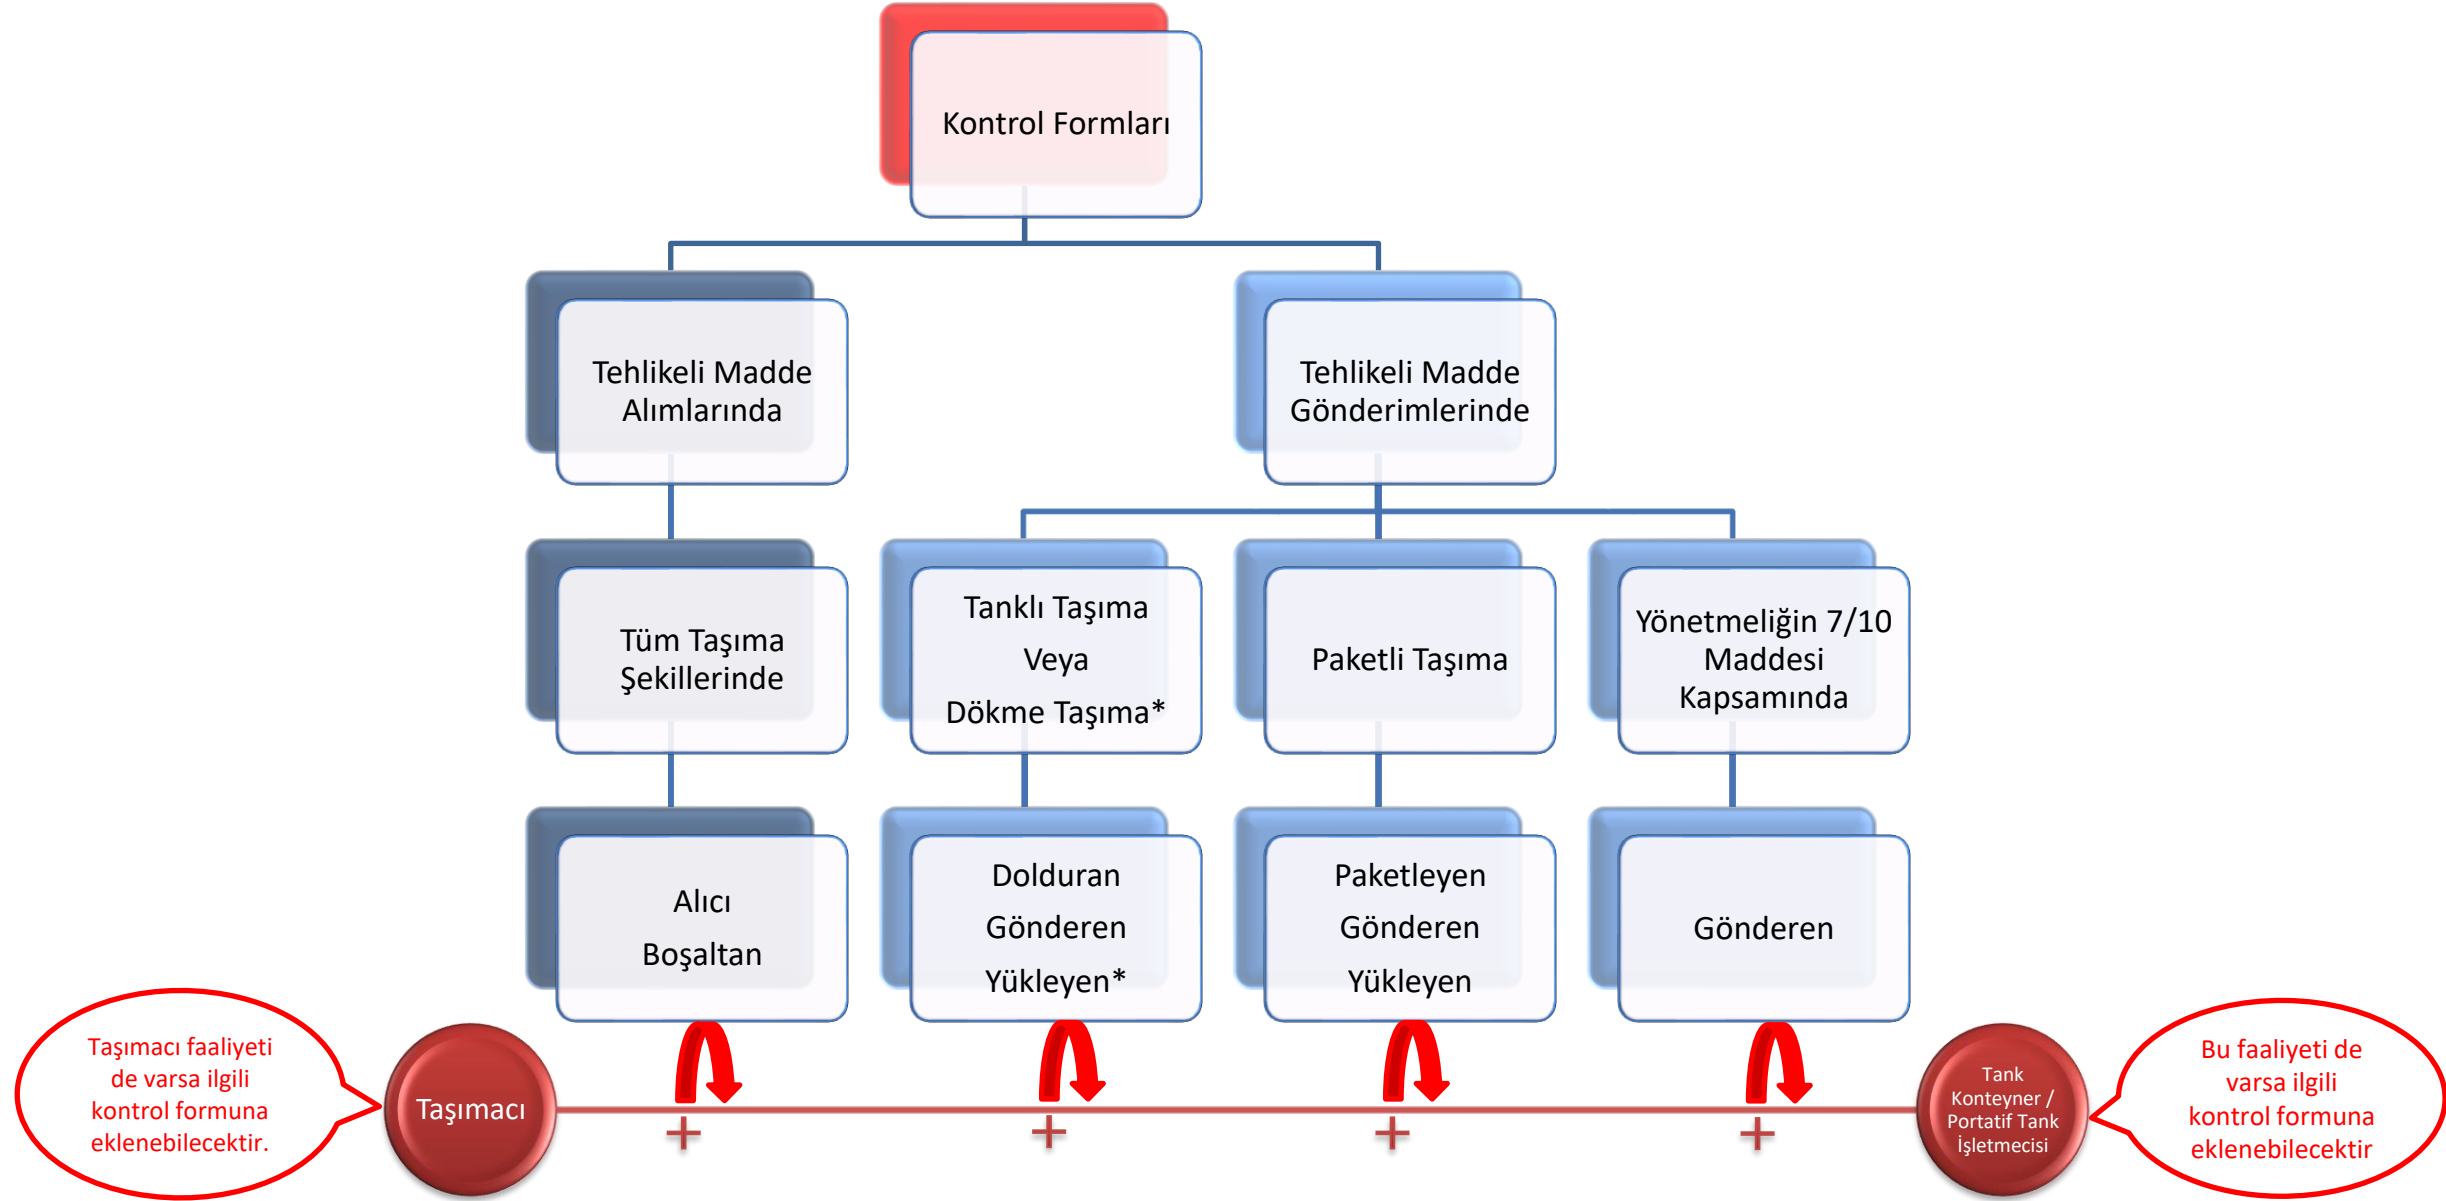 Kontrol Formları
Tehlikeli Madde
Alımlarında
Tehlikeli Madde
Gönderimlerinde
Tüm Taşıma
Şekillerinde
Tanklı Taşıma
Veya
Dökme Taşıma*
Paketli Taşıma
Yönetmeliğin 7/10
Maddesi
Kapsamında
Alıcı
Boşaltan
Dolduran
Gönderen
Yükleyen*
Paketleyen
Gönderen
Yükleyen
Gönderen
Taşımacı faaliyeti
de varsa ilgili
kontrol formuna
eklenebilecektir.
Taşımacı
+
+
+
+
Tank
Konteyner /
Portatif Tank
İşletmecisi
Bu faaliyeti de
varsa ilgili
kontrol formuna
eklenebilecektir